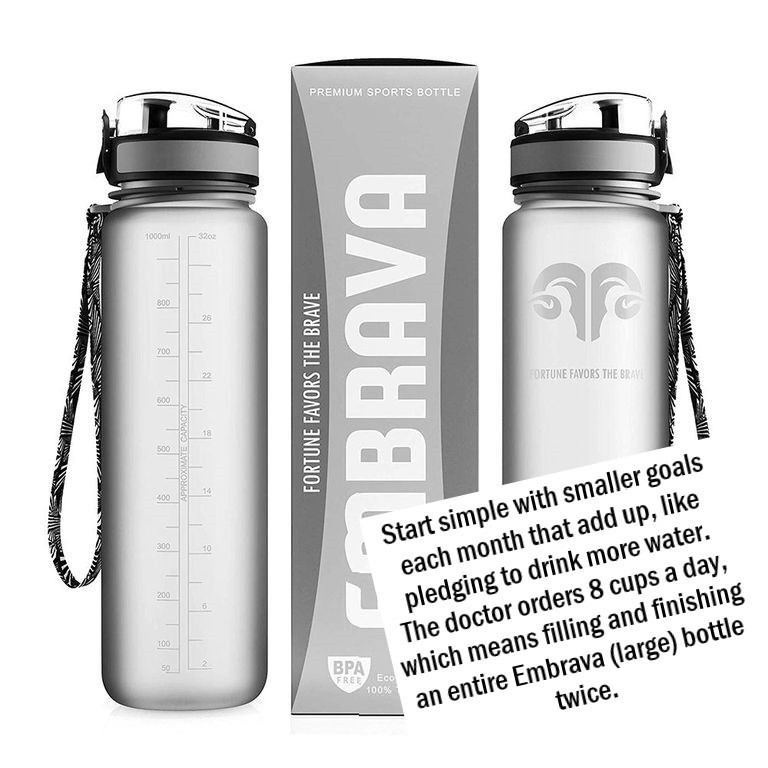 PREMIUM SPORTS BOTTLE
EMBRAVA
FORTUNE FAVORS THE BRAVE
BPA
FREE
Eco
100%
1000ml
800
700
600
500
400
300
200
100
50
APPROXIMATE CAPACITY
32oz
26
22
18
14
10
6
2
FORTUNE FAVORS THE BRAVE
Start simple with smaller goals
each month that add up, like
pledging to drink more water.
The doctor orders 8 cups a day,
which means filling and finishing
an entire Embrava (large) bottle
twice.